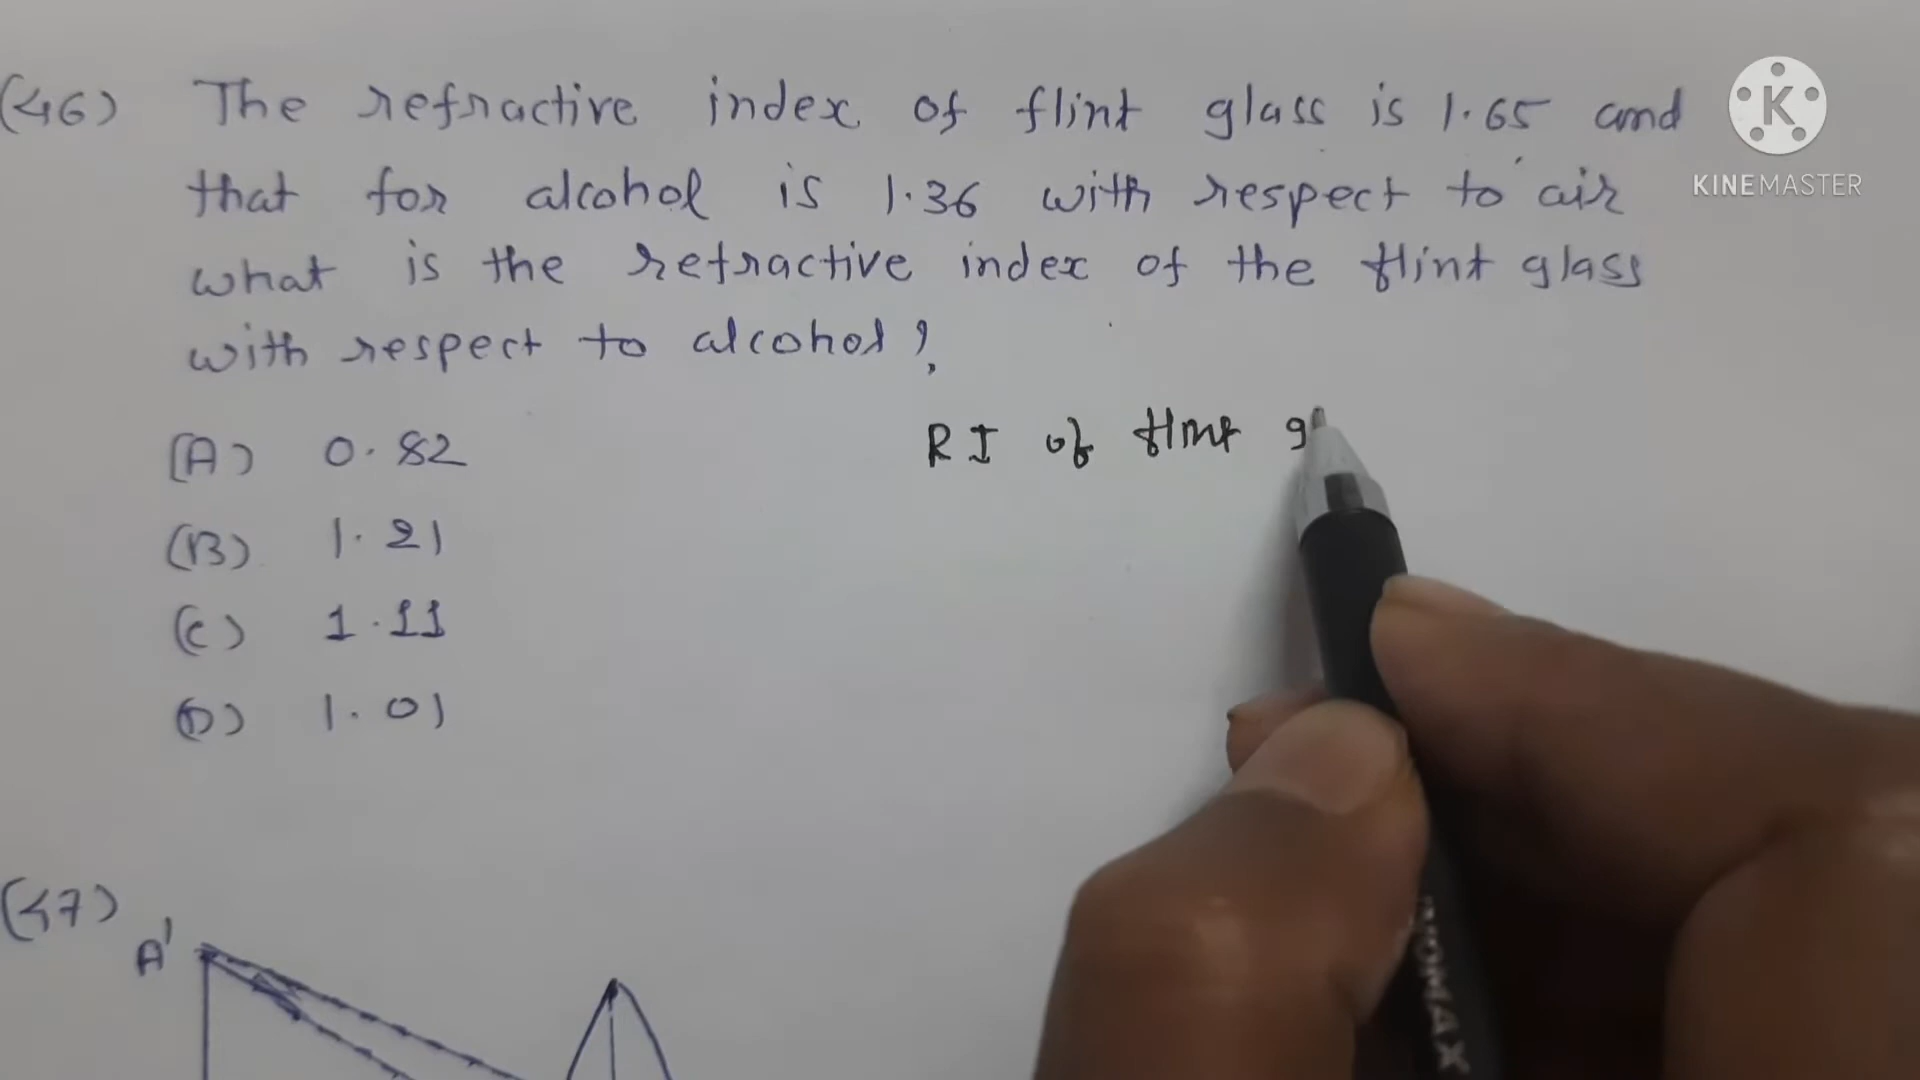 (46) The refractive index of flint glass is 1.65 and
that for alcohol is 1.36 with respect to air
what is the refractive index of the flint glass
with respect to alcohol?
(A) 0.82
(B) 1.21
(C) 1.11
(D) 1.01
RI of flint g
(47)
A'
K
KINEMASTER